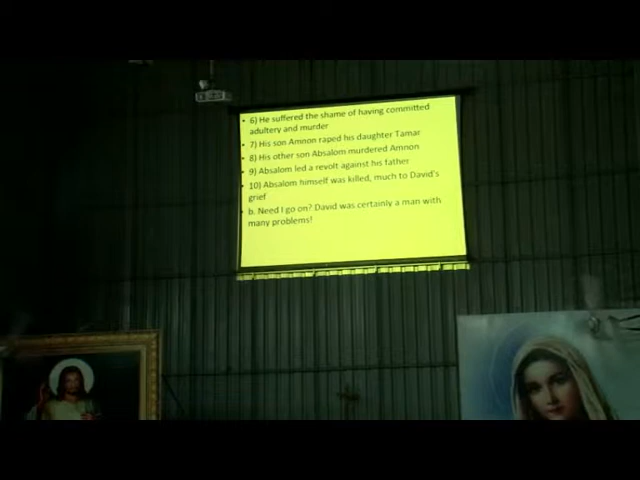 • 6) He suffered the shame of having committed
adultery and murder
• 7) His son Amnon raped his daughter Tamar
• 8) His other son Absalom murdered Amnon
• 9) Absalom led a revolt against his father
• 10) Absalom himself was killed, much to David's
grief
• b. Need I go on? David was certainly a man with
many problems!